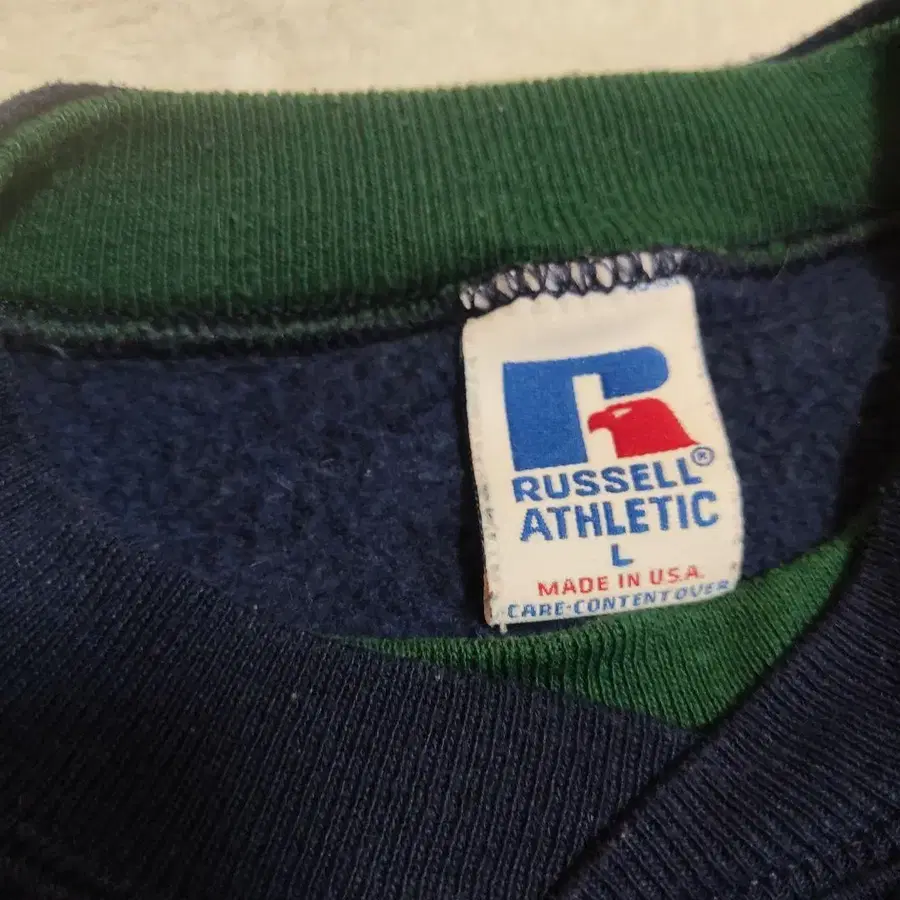 RUSSELL®
ATHLETIC
L
MADE IN U.S.A.
CARE-CONTENT OVER